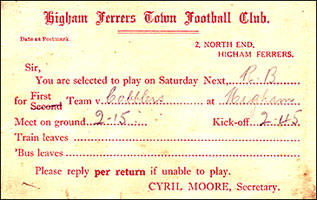 Higham Ferrers Town Football Club.
Date as Postmark.
2, NORTH END,
HIGHAM FERRERS.
Sir,
You are selected to play on Saturday Next, R. B
for First Team v. Cobblers at Higham
Second
Meet on ground 2-15 Kick-off 2.45
Train leaves
'Bus leaves
Please reply per return if unable to play.
CYRIL MOORE, Secretary.